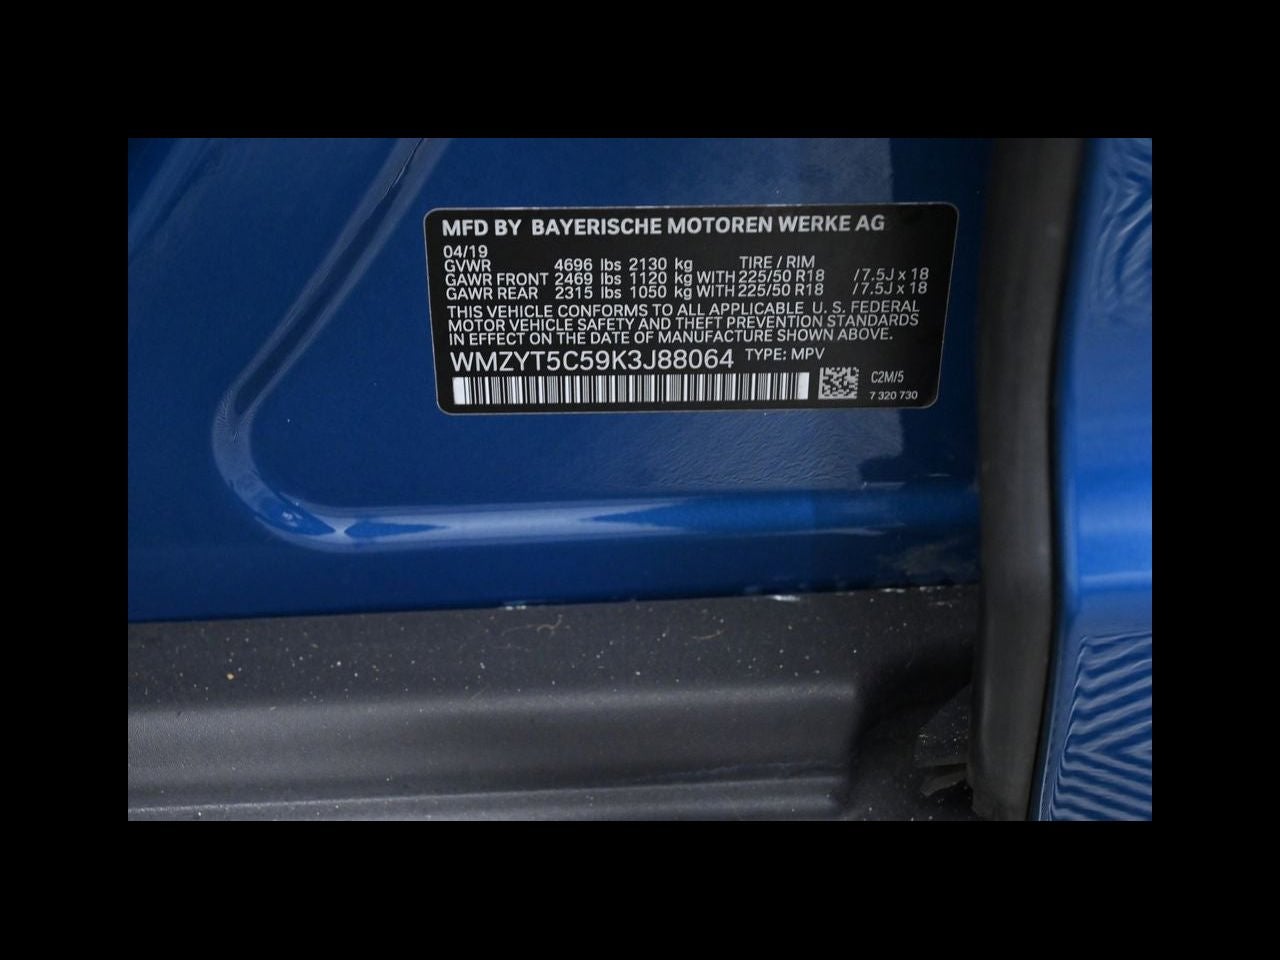 MFD BY BAYERISCHE MOTOREN WERKE AG
04/19
GVWR 4696 lbs 2130 kg TIRE / RIM
GAWR FRONT 2469 lbs 1120 kg WITH 225/50 R18 /7.5J x 18
GAWR REAR 2315 lbs 1050 kg WITH 225/50 R18 /7.5J x 18
THIS VEHICLE CONFORMS TO ALL APPLICABLE U. S. FEDERAL
MOTOR VEHICLE SAFETY AND THEFT PREVENTION STANDARDS
IN EFFECT ON THE DATE OF MANUFACTURE SHOWN ABOVE.
WMZYT5C59K3J88064 TYPE: MPV
C2M/5
7 320 730